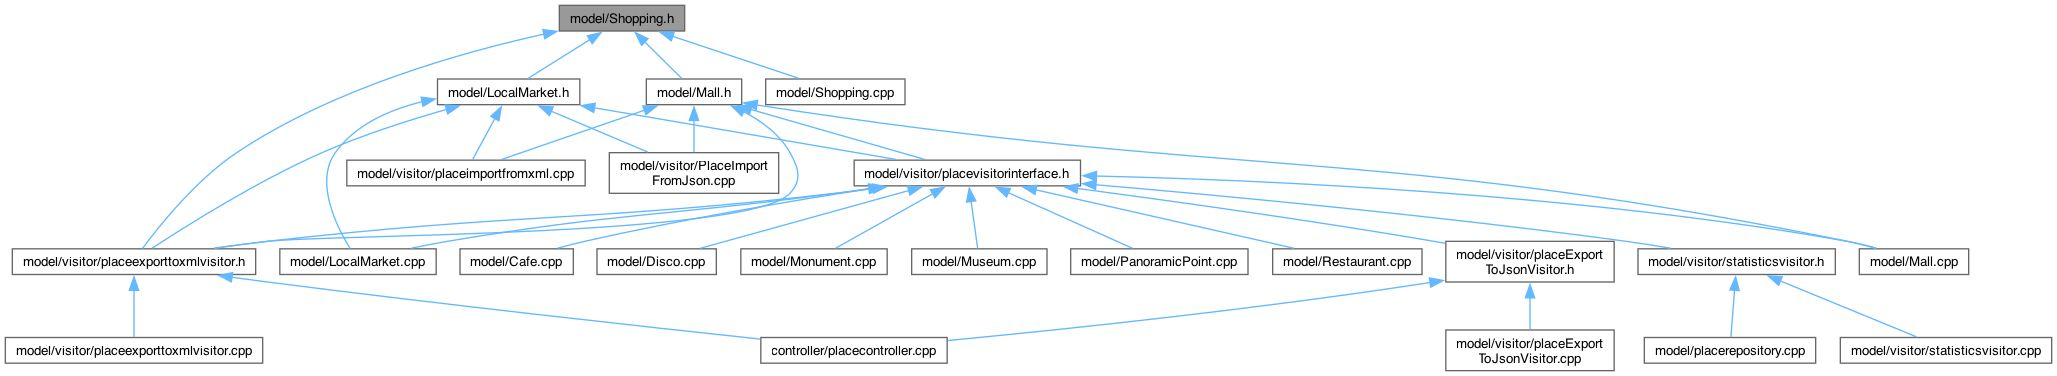 model/Shopping.h
model/LocalMarket.h
model/Mall.h
model/Shopping.cpp
model/visitor/placeimportfromxml.cpp
model/visitor/PlaceImport
FromJson.cpp
model/visitor/placevisitorinterface.h
model/visitor/placeexporttoxmlvisitor.h
model/LocalMarket.cpp
model/Cafe.cpp
model/Disco.cpp
model/Monument.cpp
model/Museum.cpp
model/PanoramicPoint.cpp
model/Restaurant.cpp
model/visitor/placeExport
ToJsonVisitor.h
model/visitor/statisticsvisitor.h
model/Mall.cpp
model/visitor/placeexporttoxmlvisitor.cpp
controller/placecontroller.cpp
model/visitor/placeExport
ToJsonVisitor.cpp
model/placerepository.cpp
model/visitor/statisticsvisitor.cpp